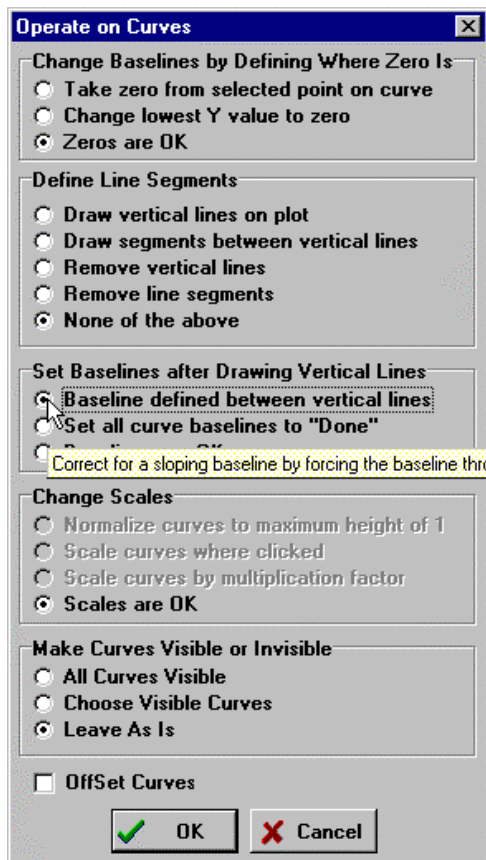 Operate on Curves
Change Baselines by Defining Where Zero Is
Take zero from selected point on curve
Change lowest Y value to zero
Zeros are OK
Define Line Segments
Draw vertical lines on plot
Draw segments between vertical lines
Remove vertical lines
Remove line segments
None of the above
Set Baselines after Drawing Vertical Lines
Baseline defined between vertical lines
Set all curve baselines to "Done"
Correct for a sloping baseline by forcing the baseline thro
Change Scales
Normalize curves to maximum height of 1
Scale curves where clicked
Scale curves by multiplication factor
Scales are OK
Make Curves Visible or Invisible
All Curves Visible
Choose Visible Curves
Leave As Is
OffSet Curves
OK
Cancel